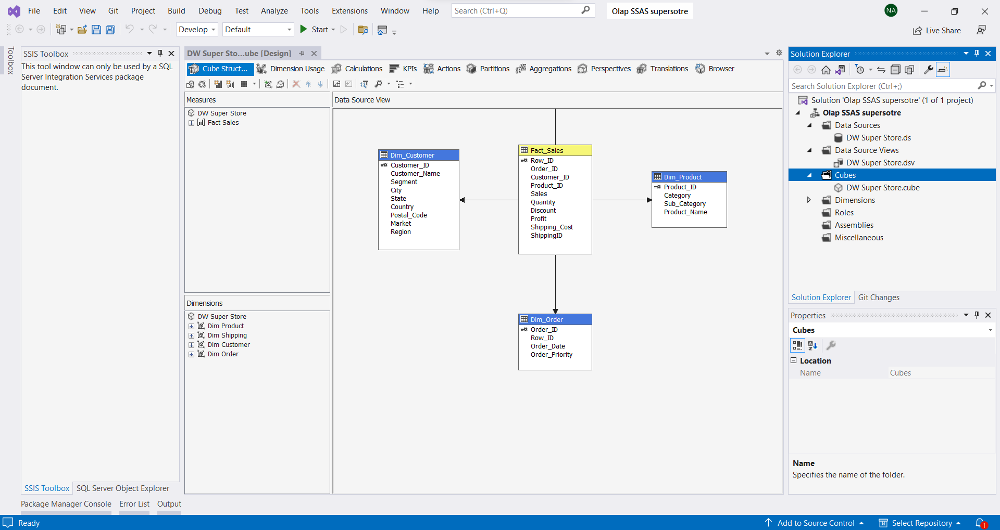 File Edit View Git Project Build Debug Test Analyze Tools Extensions Window Help Search (Ctrl+Q) Olap SSAS supersotre NA
Develop Default Start Live Share
Toolbox
SSIS Toolbox
This tool window can only be used by a SQL
Server Integration Services package
document.
SSIS Toolbox SQL Server Object Explorer
DW Super Sto...ube [Design]
Cube Struct... Dimension Usage Calculations KPIs Actions Partitions Aggregations Perspectives Translations Browser
Measures
DW Super Store
Fact Sales
Dimensions
DW Super Store
Dim Product
Dim Shipping
Dim Customer
Dim Order
Data Source View
Dim_Customer
Customer_ID
Customer_Name
Segment
City
State
Country
Postal_Code
Market
Region
Fact_Sales
Row_ID
Order_ID
Customer_ID
Product_ID
Sales
Quantity
Discount
Profit
Shipping_Cost
ShippingID
Dim_Product
Product_ID
Category
Sub_Category
Product_Name
Dim_Order
Order_ID
Row_ID
Order_Date
Order_Priority
Solution Explorer
Search Solution Explorer (Ctrl+;)
Solution 'Olap SSAS supersotre' (1 of 1 project)
Olap SSAS supersotre
Data Sources
DW Super Store.ds
Data Source Views
DW Super Store.dsv
Cubes
DW Super Store.cube
Dimensions
Roles
Assemblies
Miscellaneous
Solution Explorer Git Changes
Properties
Cubes
Location
Name Cubes
Name
Specifies the name of the folder.
Package Manager Console Error List Output
Ready Add to Source Control Select Repository 1